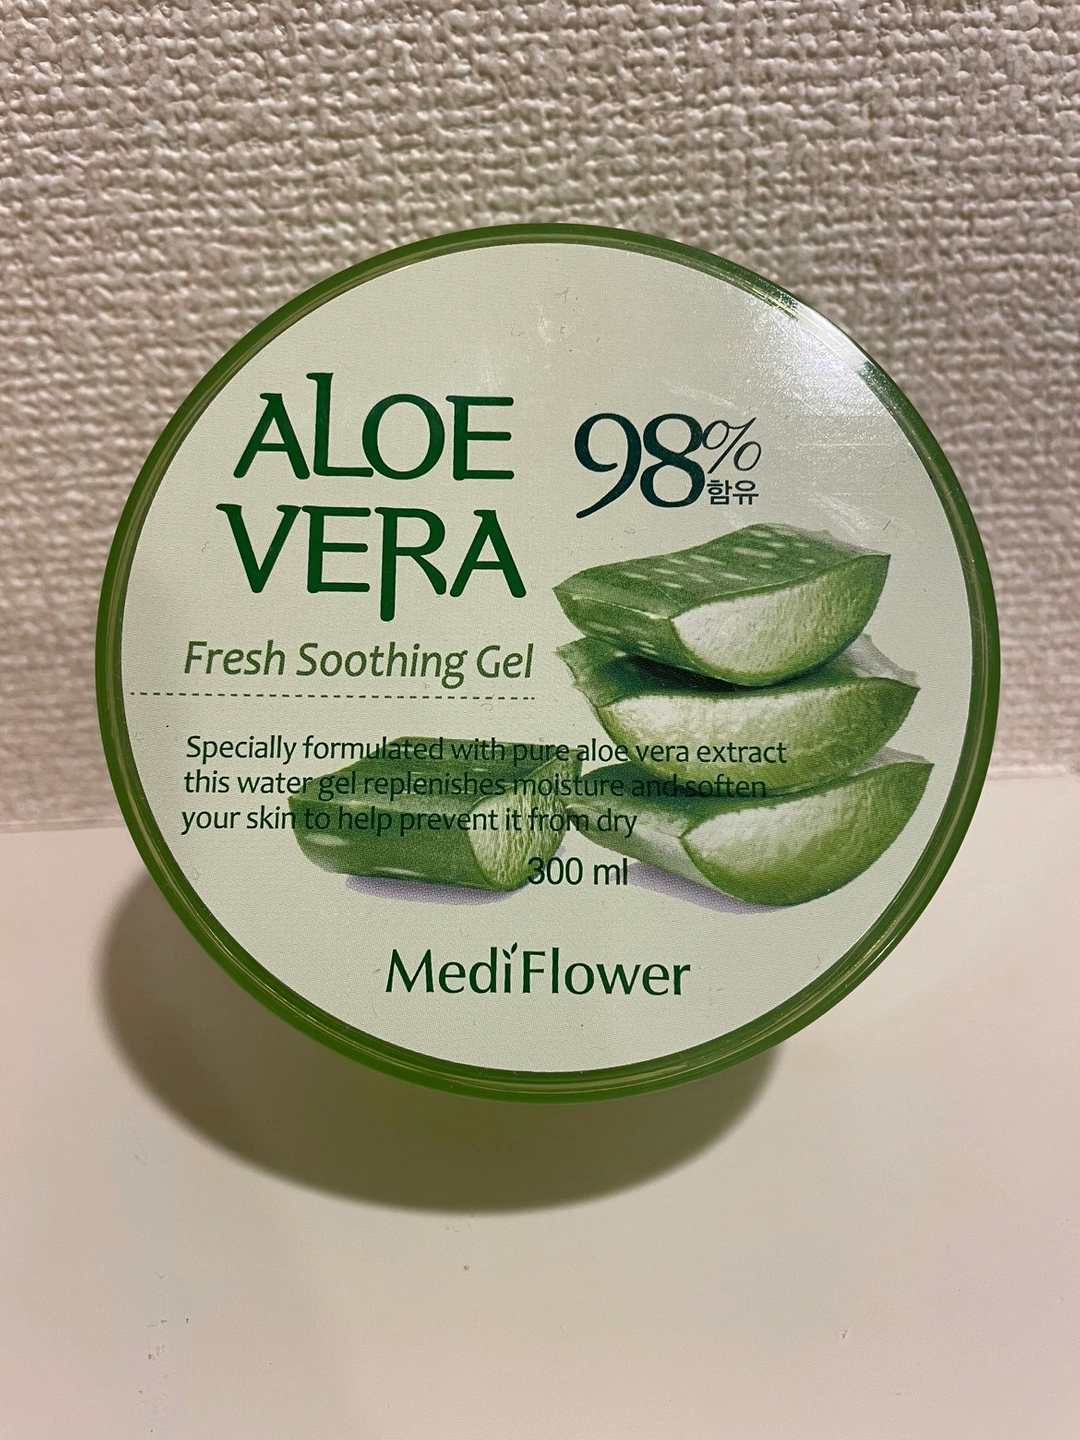 ALOE
VERA
98%
함유
Fresh Soothing Gel
Specially formulated with pure aloe vera extract
this water gel replenishes moisture and soften
your skin to help prevent it from dry
300 ml
MediFlower